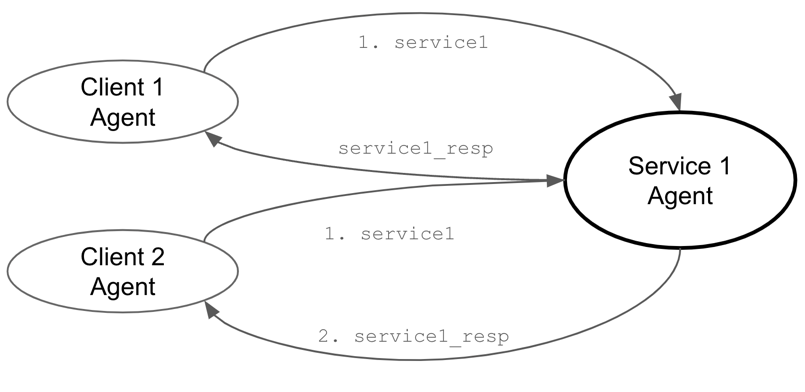 1. service1
Client 1
Agent
service1_resp
Service 1
Agent
1. service1
Client 2
Agent
2. service1_resp